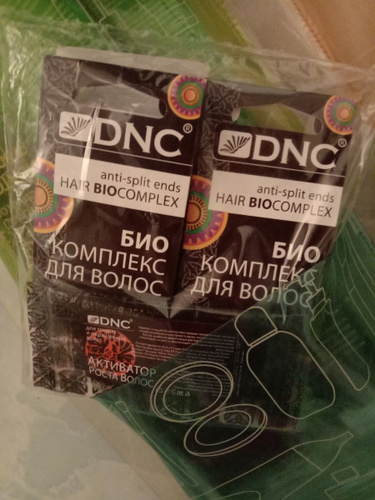 DNC®
anti-split ends
HAIR BIOCOMPLEX
БИО
КОМПЛЕКС
ДЛЯ ВОЛОС
DNC®
anti-split ends
HAIR BIOCOMPLEX
БИО
КОМПЛЕКС
ДЛЯ ВОЛОС
DNC
АКТИВАТОР
РОСТА ВОЛОС